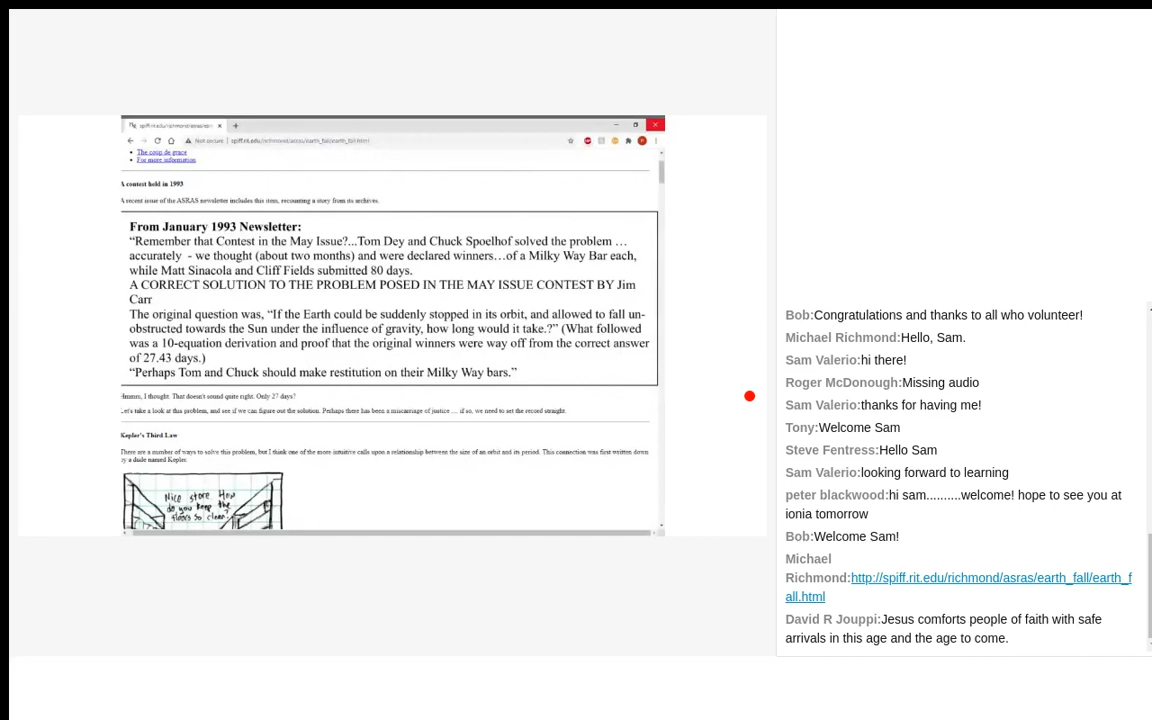 Not secure | spiff.rit.edu/richmond/asras/earth_fall/earth_fall.html
The coup de grace
For more information
A contest held in 1993
A recent issue of the ASRAS newsletter includes this item, recounting a story from its archives.
From January 1993 Newsletter:
“Remember that Contest in the May Issue?...Tom Dey and Chuck Spoelhof solved the problem …
accurately - we thought (about two months) and were declared winners…of a Milky Way Bar each,
while Matt Sinacola and Cliff Fields submitted 80 days.
A CORRECT SOLUTION TO THE PROBLEM POSED IN THE MAY ISSUE CONTEST BY Jim
Carr
The original question was, “If the Earth could be suddenly stopped in its orbit, and allowed to fall un-
obstructed towards the Sun under the influence of gravity, how long would it take.?” (What followed
was a 10-equation derivation and proof that the original winners were way off from the correct answer
of 27.43 days.)
“Perhaps Tom and Chuck should make restitution on their Milky Way bars.”
Hmmm, I thought. That doesn't sound quite right. Only 27 days?
Let's take a look at this problem, and see if we can figure out the solution. Perhaps there has been a miscarriage of justice ... if so, we need to set the record straight.
Kepler's Third Law
There are a number of ways to solve this problem, but I think one of the more intuitive calls upon a relationship between the size of an orbit and its period. This connection was first written down
by a dude named Kepler.
Nice store. How
do you keep the
floors so clean?
Bob:Congratulations and thanks to all who volunteer!
Michael Richmond:Hello, Sam.
Sam Valerio:hi there!
Roger McDonough:Missing audio
Sam Valerio:thanks for having me!
Tony:Welcome Sam
Steve Fentress:Hello Sam
Sam Valerio:looking forward to learning
peter blackwood:hi sam..........welcome! hope to see you at
ionia tomorrow
Bob:Welcome Sam!
Michael
Richmond:http://spiff.rit.edu/richmond/asras/earth_fall/earth_f
all.html
David R Jouppi:Jesus comforts people of faith with safe
arrivals in this age and the age to come.